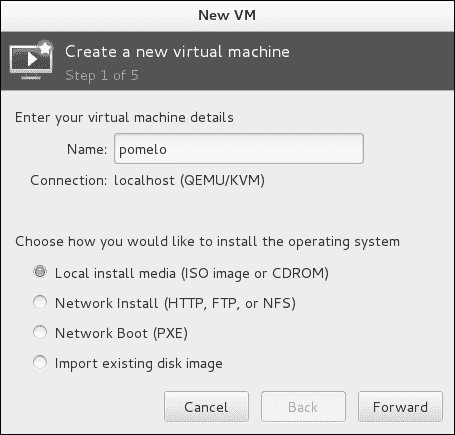 New VM
Create a new virtual machine
Step 1 of 5
Enter your virtual machine details
Name: pomelo
Connection: localhost (QEMU/KVM)
Choose how you would like to install the operating system
Local install media (ISO image or CDROM)
Network Install (HTTP, FTP, or NFS)
Network Boot (PXE)
Import existing disk image
Cancel Back Forward